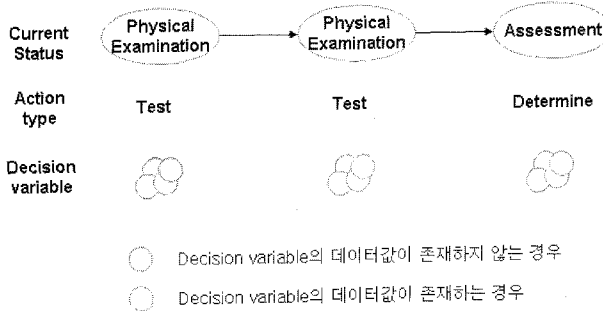 Current
Status
Physical
Examination
Physical
Examination
Assessment
Action
type
Test
Test
Determine
Decision
variable
Decision variable의 데이터값이 존재하지 않는 경우
Decision variable의 데이터값이 존재하는 경우